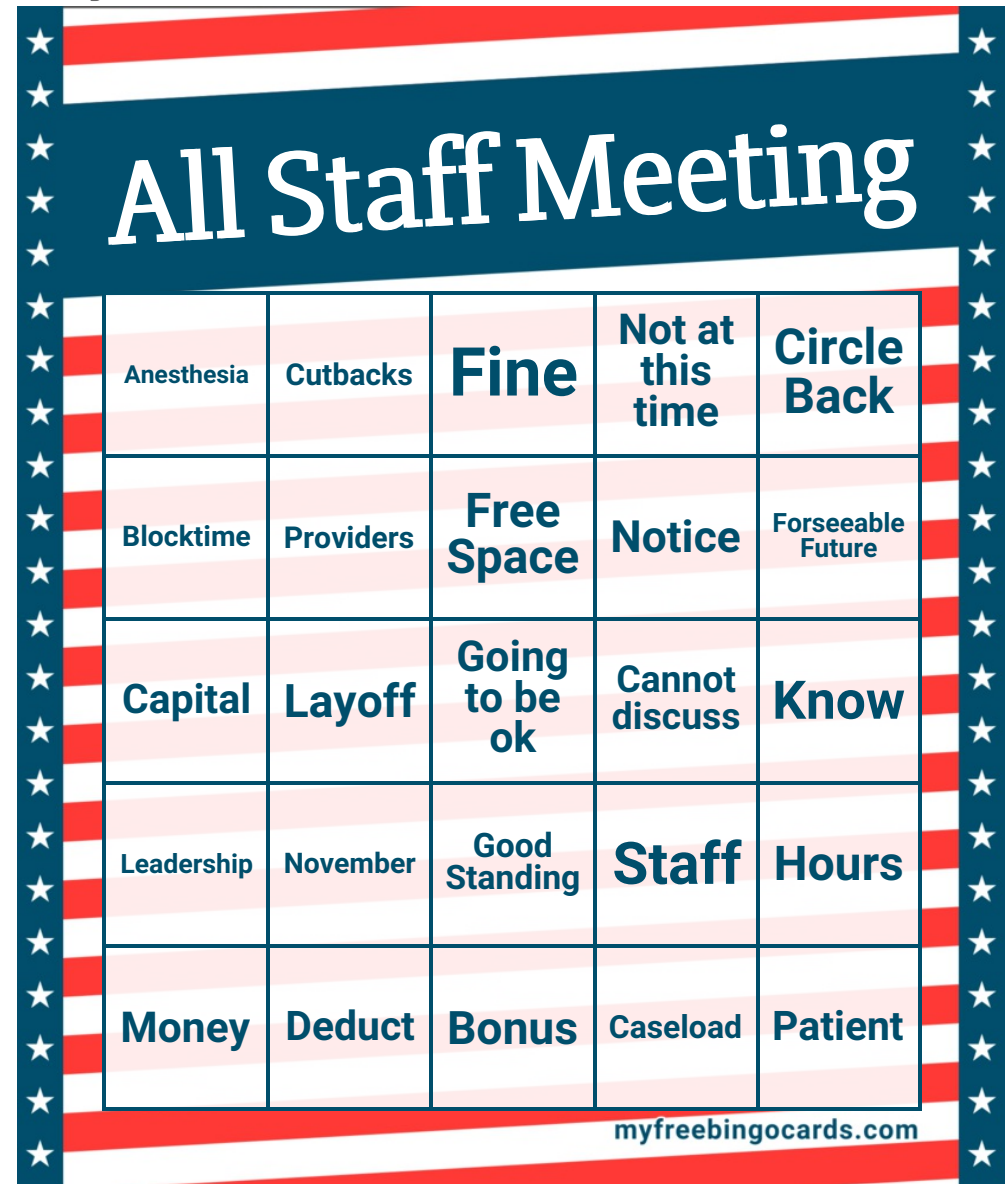 All Staff Meeting
Anesthesia
Cutbacks
Fine
Not at
this
time
Circle
Back
Blocktime
Providers
Free
Space
Notice
Forseeable
Future
Capital
Layoff
Going
to be
ok
Cannot
discuss
Know
Leadership
November
Good
Standing
Staff
Hours
Money
Deduct
Bonus
Caseload
Patient
myfreebingocards.com